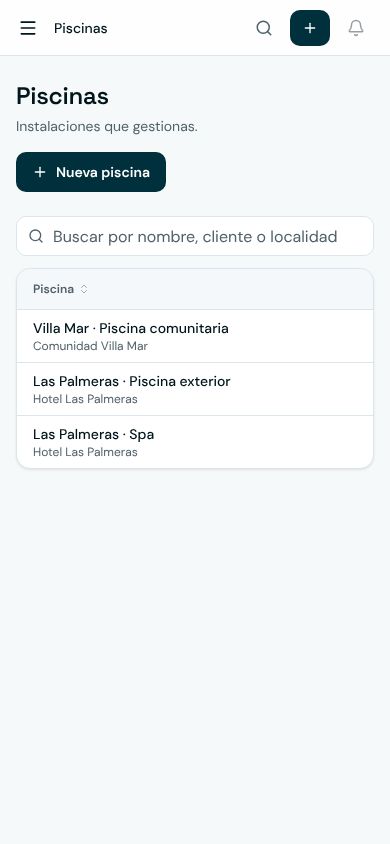 Piscinas
Piscinas
Instalaciones que gestionas.
Nueva piscina
Buscar por nombre, cliente o localidad
Piscina
Villa Mar · Piscina comunitaria
Comunidad Villa Mar
Las Palmeras · Piscina exterior
Hotel Las Palmeras
Las Palmeras · Spa
Hotel Las Palmeras